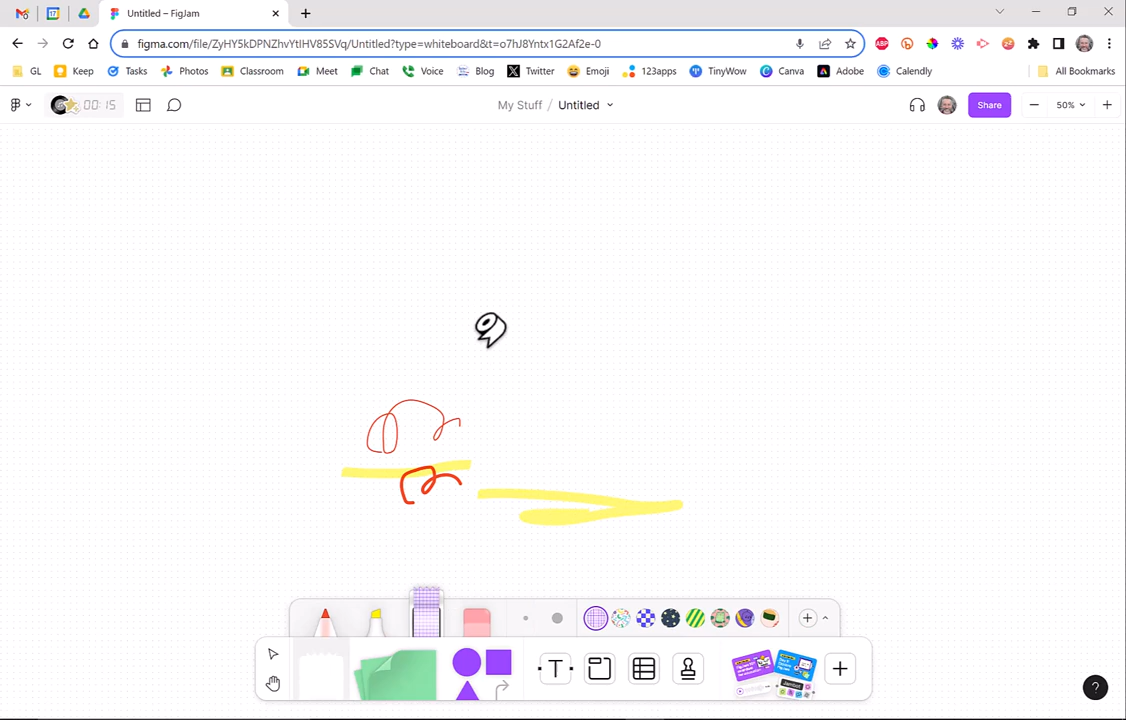 Untitled – FigJam
figma.com/file/ZyHY5kDPNZhvYtIHV85SVq/Untitled?type=whiteboard&t=o7hJ8Yntx1G2Af2e-0
ABP
GL Keep Tasks Photos Classroom Meet Chat Voice Blog Twitter Emoji 123apps TinyWow Canva Adobe Calendly All Bookmarks
00:15 My Stuff / Untitled Share 50%
T
?